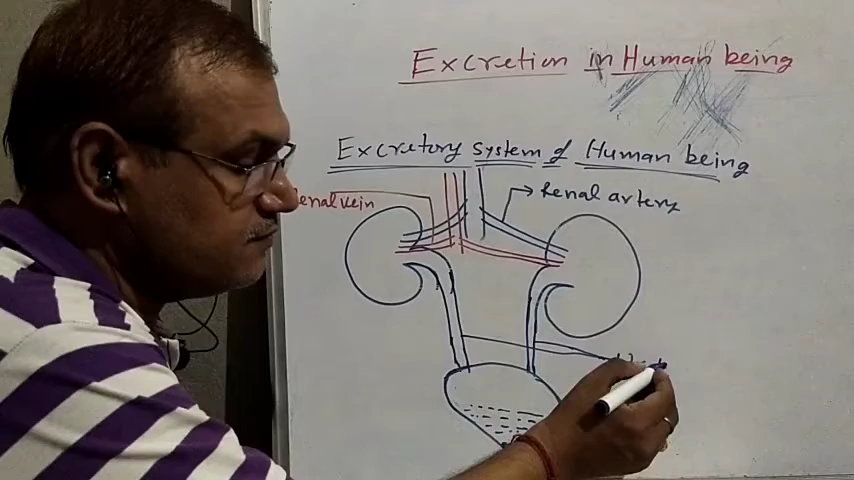 Excretion in Human being
Excretory system of Human being
Renal artery
enal vein